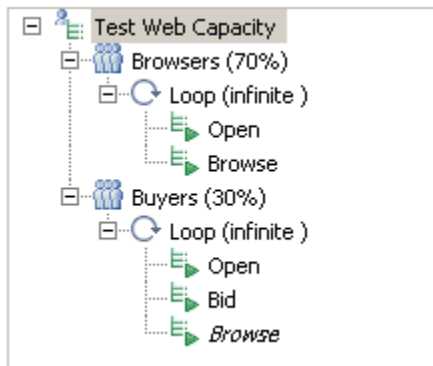 Test Web Capacity
Browsers (70%)
Loop (infinite )
Open
Browse
Buyers (30%)
Loop (infinite )
Open
Bid
Browse